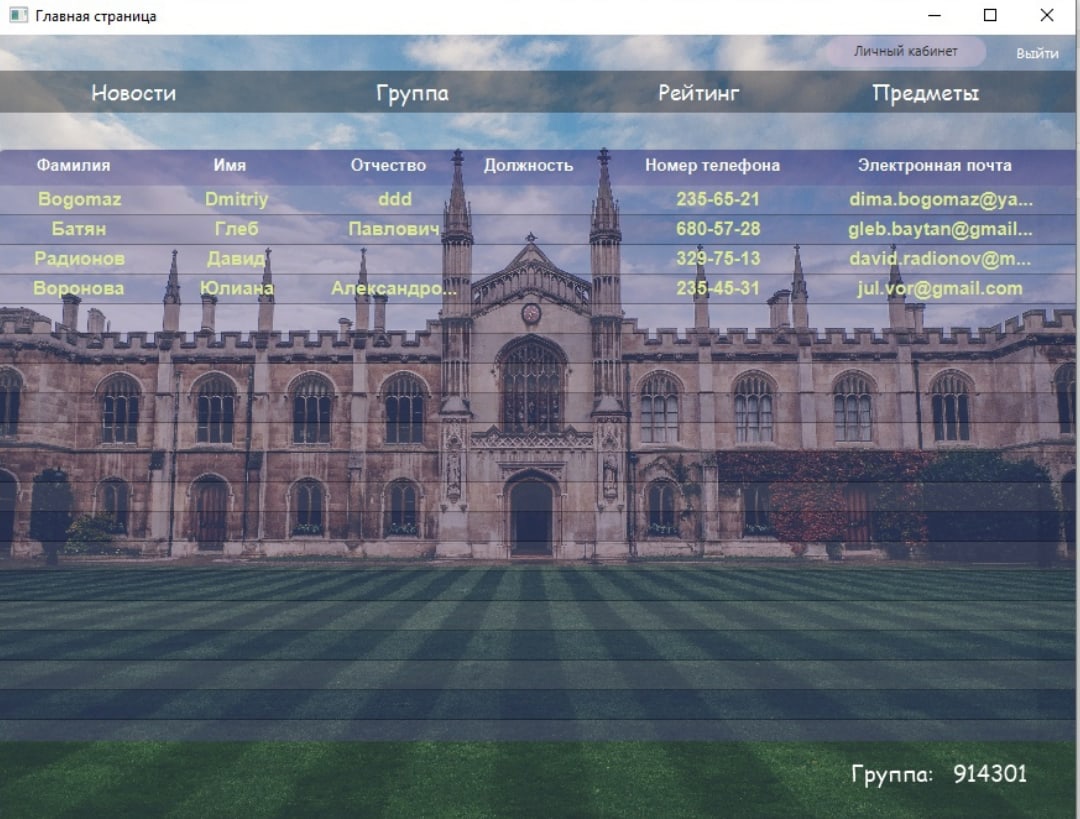 Главная страница
Личный кабинет Выйти
Новости Группа Рейтинг Предметы
Фамилия Имя Отчество Должность Номер телефона Электронная почта
Bogomaz Dmitriy ddd 235-65-21 dima.bogomaz@ya...
Батян Глеб Павлович 680-57-28 gleb.baytan@gmail...
Радионов Давид 329-75-13 david.radionov@m...
Воронова Юлиана Александро... 235-45-31 jul.vor@gmail.com
Группа: 914301